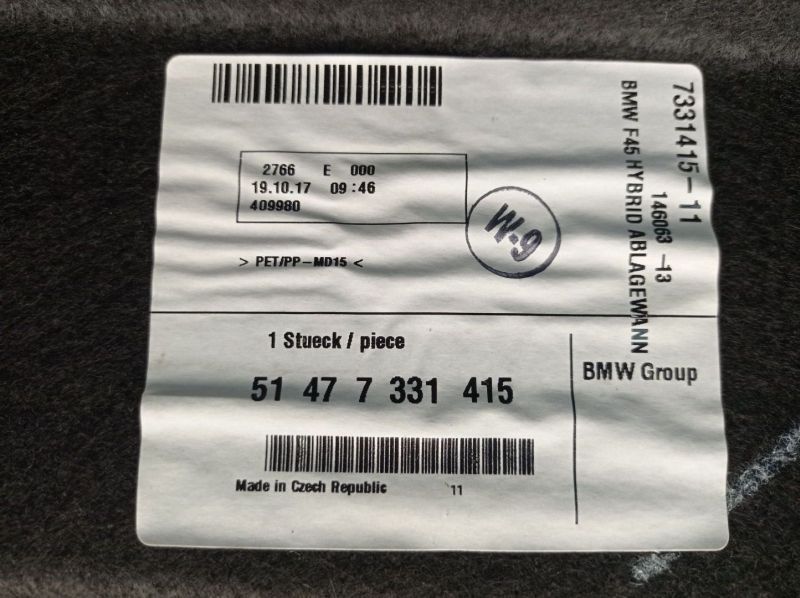 2766 E 000
19.10.17 09:46
409980
> PET/PP-MD15 <
W-9
7331415-11
146063 -13
BMW F45 HYBRID ABLAGEWANN
1 Stueck / piece
51 47 7 331 415
BMW Group
Made in Czech Republic 11